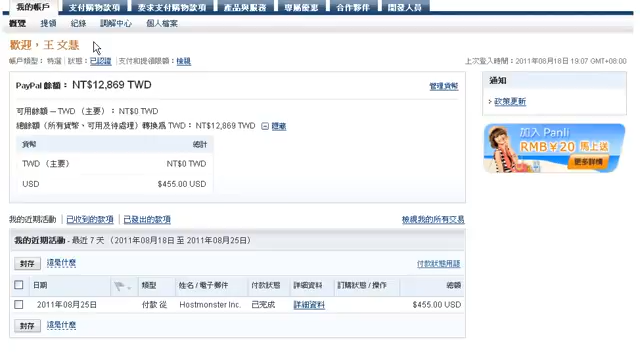 我的帳戶 支付購物款項 要求支付購物款項 產品與服務 專屬優惠 合作夥伴 開發人員
概覽 提領 紀錄 調解中心 個人檔案
歡迎，王 文慧
帳戶類型：特選 | 狀態：已認證 | 支付和提領限額：檢視
上次登入時間：2011年08月18日 19:07 GMT+08:00
PayPal 餘額： NT$12,869 TWD
管理貨幣
可用餘額 — TWD （主要）： NT$0 TWD
總餘額（所有貨幣、可用及待處理）轉換為 TWD： NT$12,869 TWD 隱藏
貨幣 總計
TWD （主要） NT$0 TWD
USD $455.00 USD
通知
政策更新
加入 Panli
RMB¥20 馬上送
更多詳情
我的近期活動 | 已收到的款項 | 已發出的款項
檢視我的所有交易
我的近期活動 - 最近 7 天 （2011年08月18日 至 2011年08月25日）
封存 這是什麼
付款狀態用語
日期 類型 姓名 / 電子郵件 付款狀態 詳細資料 訂購狀態 / 操作 總額
2011年08月25日 付款 從 Hostmonster Inc. 已完成 詳細資料 $455.00 USD
封存 這是什麼